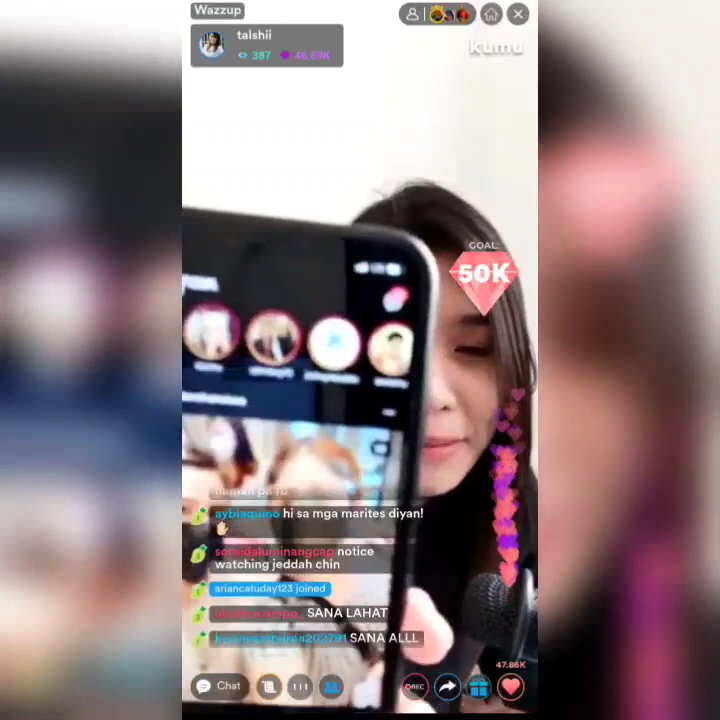 Wazzup
talshii
387 46.69K
kumu
GOAL:
50K
aybiaquino hi sa mga marites diyan!
notice
watching jeddah chin
ariancatuday123 joined
SANA LAHAT
SANA ALLL
47.86K
Chat
REC